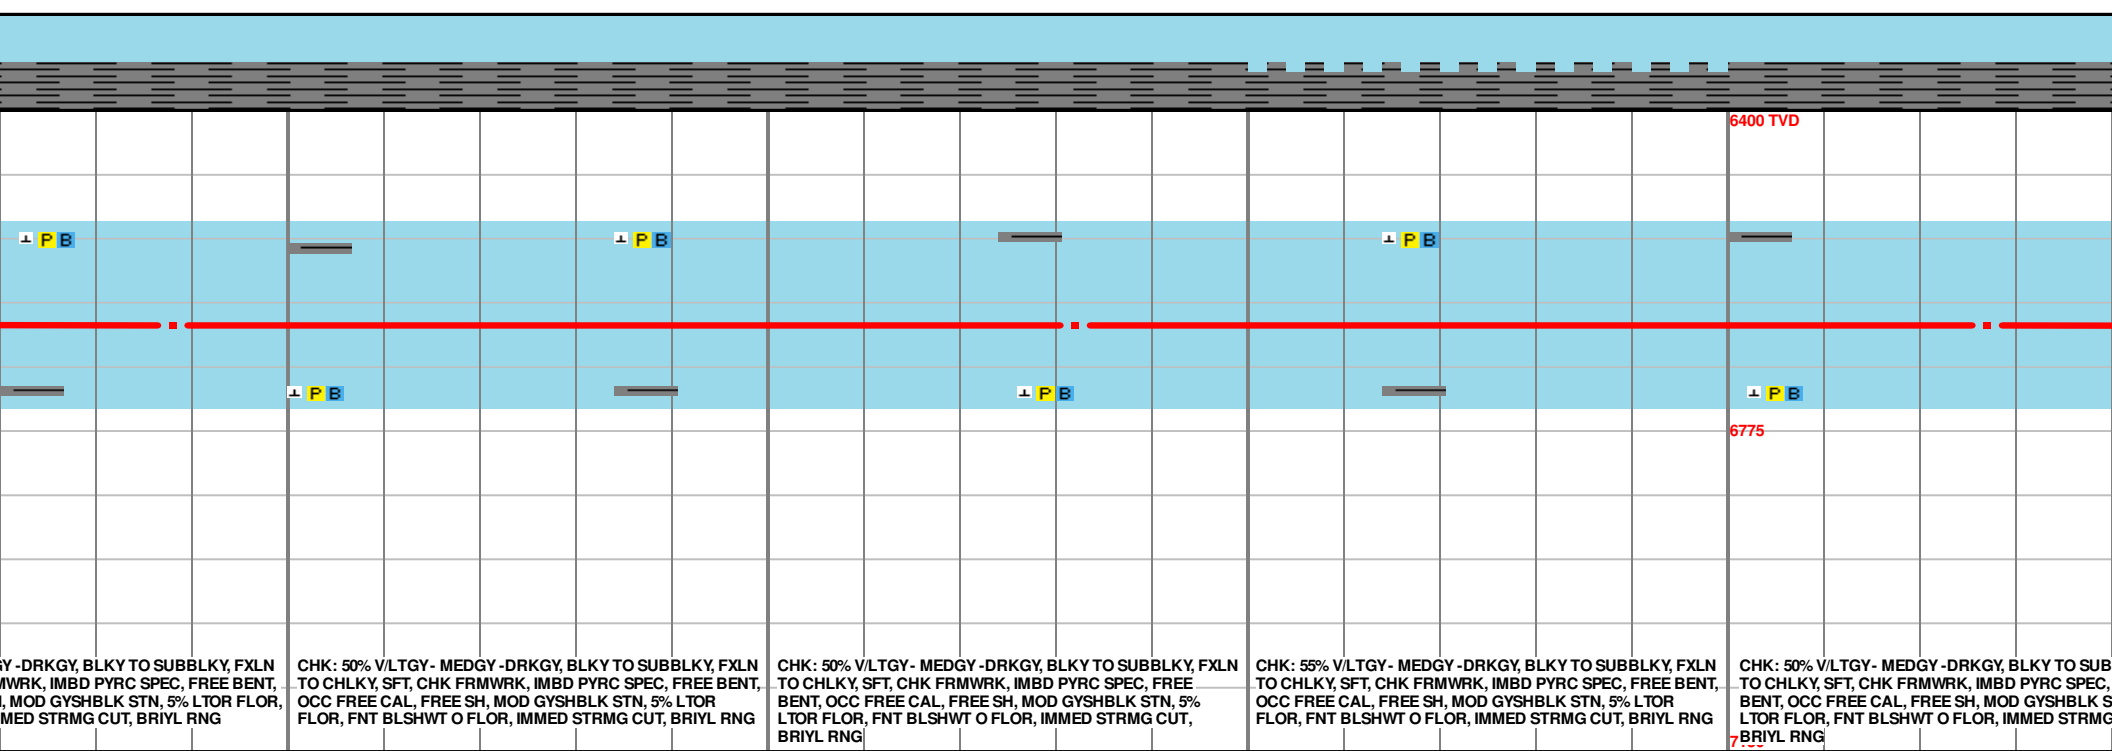 6400 TVD
⊥ P B
⊥ P B
⊥ P B
⊥ P B
⊥ P B
⊥ P B
6775
-DRKGY, BLKY TO SUBBLKY, FXLN
IMBD PYRC SPEC, FREE BENT,
MOD GYSHBLK STN, 5% LTOR FLOR,
STRMG CUT, BRIYL RNG
CHK: 50% V/LTGY- MEDGY -DRKGY, BLKY TO SUBBLKY, FXLN
TO CHLKY, SFT, CHK FRMWRK, IMBD PYRC SPEC, FREE BENT,
OCC FREE CAL, FREE SH, MOD GYSHBLK STN, 5% LTOR
FLOR, FNT BLSHWT O FLOR, IMMED STRMG CUT, BRIYL RNG
CHK: 50% V/LTGY- MEDGY -DRKGY, BLKY TO SUBBLKY, FXLN
TO CHLKY, SFT, CHK FRMWRK, IMBD PYRC SPEC, FREE
BENT, OCC FREE CAL, FREE SH, MOD GYSHBLK STN, 5%
LTOR FLOR, FNT BLSHWT O FLOR, IMMED STRMG CUT,
BRIYL RNG
CHK: 55% V/LTGY- MEDGY -DRKGY, BLKY TO SUBBLKY, FXLN
TO CHLKY, SFT, CHK FRMWRK, IMBD PYRC SPEC, FREE BENT,
OCC FREE CAL, FREE SH, MOD GYSHBLK STN, 5% LTOR
FLOR, FNT BLSHWT O FLOR, IMMED STRMG CUT, BRIYL RNG
CHK: 50% V/LTGY- MEDGY -DRKGY, BLKY TO SUB
TO CHLKY, SFT, CHK FRMWRK, IMBD PYRC SPEC,
BENT, OCC FREE CAL, FREE SH, MOD GYSHBLK S
LTOR FLOR, FNT BLSHWT O FLOR, IMMED STRMG
BRIYL RNG